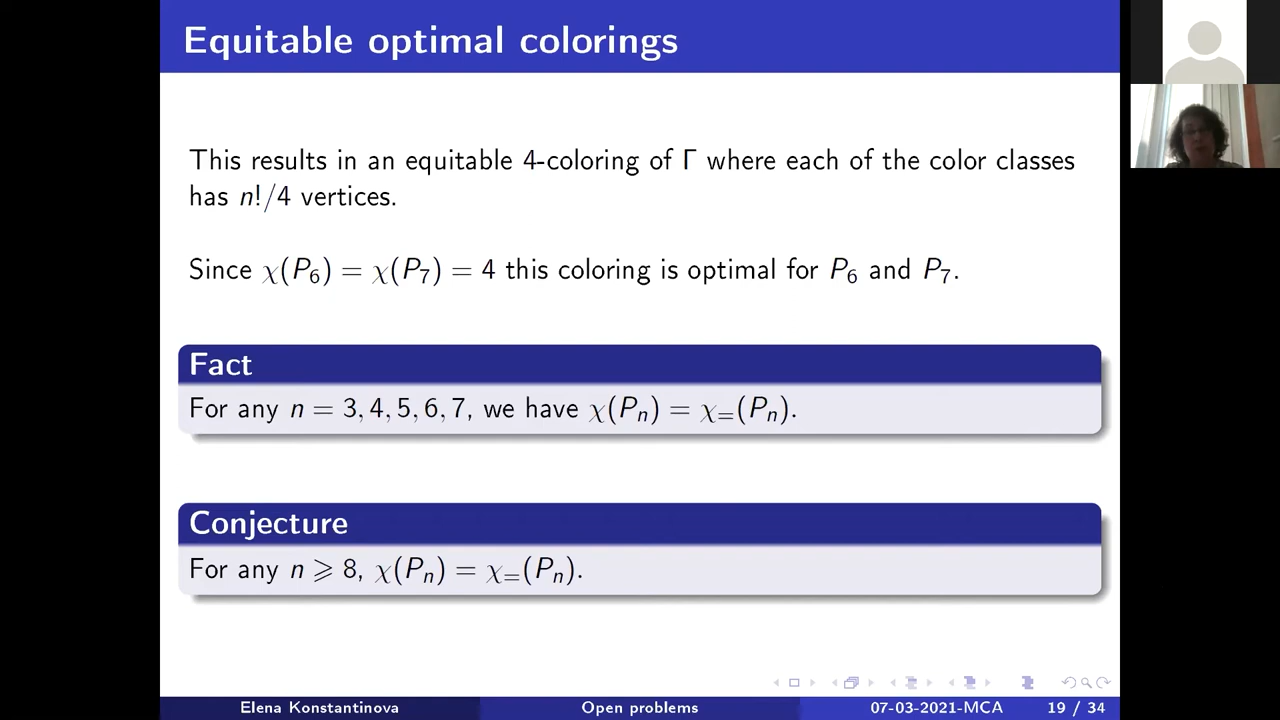 Equitable optimal colorings
This results in an equitable 4-coloring of Γ where each of the color classes
has n!/4 vertices.
Since χ(P₆) = χ(P₇) = 4 this coloring is optimal for P₆ and P₇.
Fact
For any n = 3, 4, 5, 6, 7, we have χ(Pₙ) = χ₌(Pₙ).
Conjecture
For any n ⩾ 8, χ(Pₙ) = χ₌(Pₙ).
Elena Konstantinova Open problems 07-03-2021-MCA 19 / 34